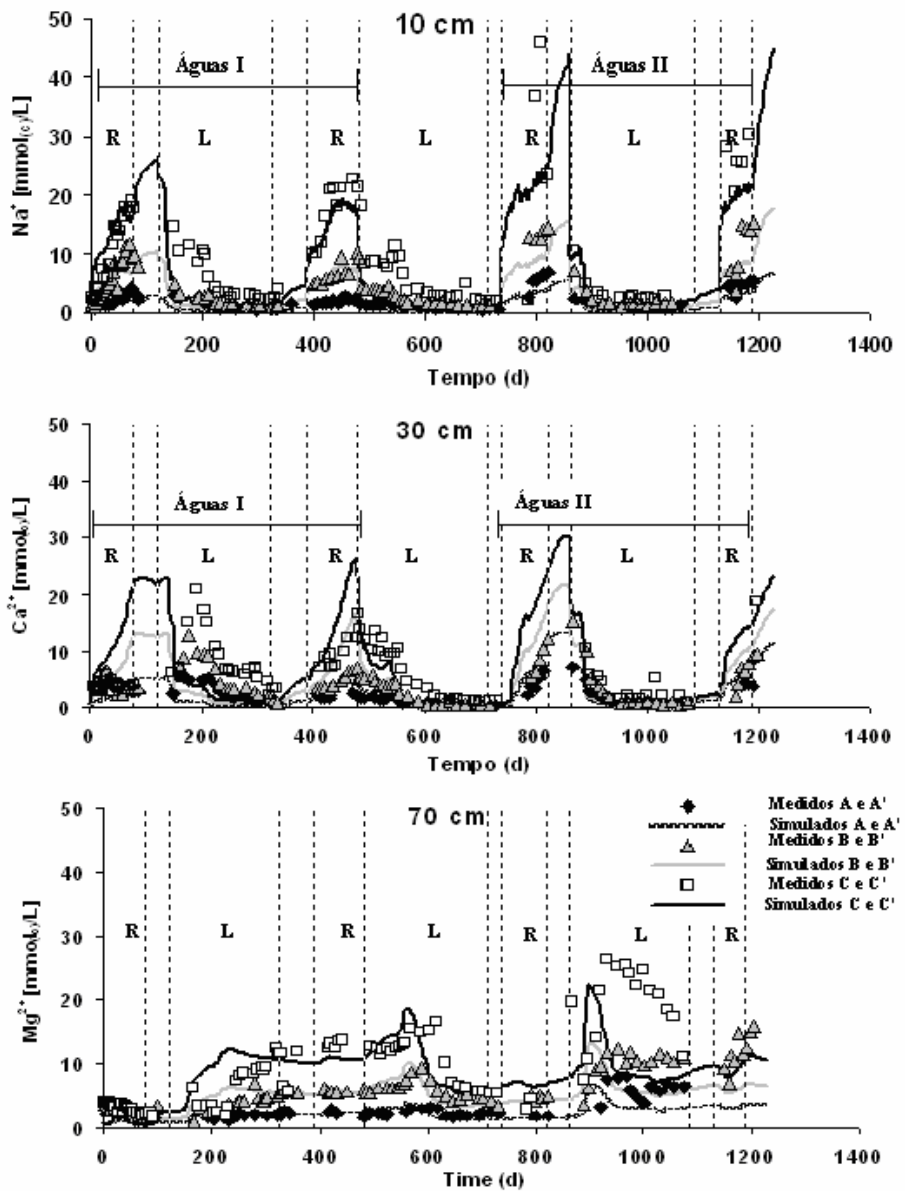 10 cm
Águas I
Águas II
R L R L R L R
Na⁺ [mmol(c)/L]
50
40
30
20
10
0
0 200 400 600 800 1000 1200 1400
Tempo (d)
30 cm
Águas I
Águas II
R L R L R L R
Ca²⁺ [mmol(c)/L]
50
40
30
20
10
0
0 200 400 600 800 1000 1200 1400
Tempo (d)
70 cm
R L R L R L R
Mg²⁺ [mmol(c)/L]
50
40
30
20
10
0
0 200 400 600 800 1000 1200 1400
Time (d)
Medidos A e A'
Simulados A e A'
Medidos B e B'
Simulados B e B'
Medidos C e C'
Simulados C e C'